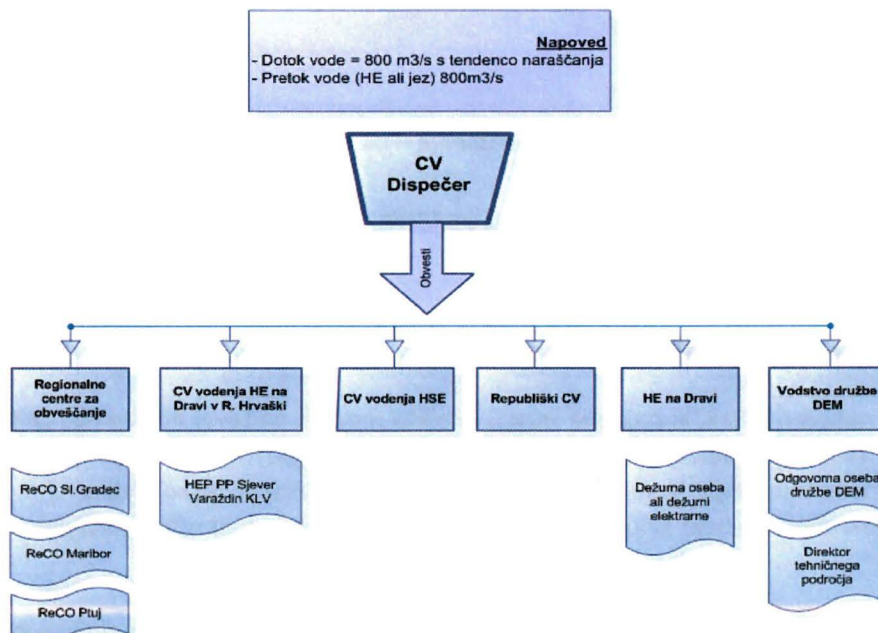 Napoved
- Dotok vode = 800 m3/s s tendenco naraščanja
- Pretok vode (HE ali jez) 800m3/s
CV
Dispečer
Obvesti
Regionalne
centre za
obveščanje
CV vodenja HE na
Dravi v R. Hrvaški
CV vodenja HSE
Republiški CV
HE na Dravi
Vodstvo družbe
DEM
ReCO Sl.Gradec
ReCO Maribor
ReCO Ptuj
HEP PP Sjever
Varaždin KLV
Dežurna oseba
ali dežurni
elektrarne
Odgovorna oseba
družbe DEM
Direktor
tehničnega
področja